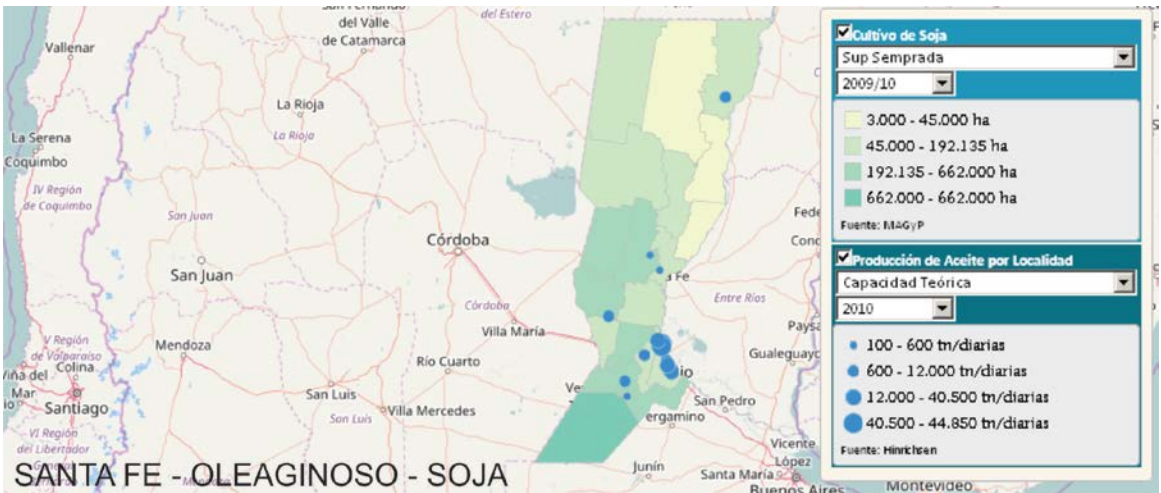 del Estero
del Valle
de Catamarca
Vallenar
La Rioja
La Rioja
La Serena
Coquimbo
IV Región
de Coquimbo
San Juan
Córdoba
San Juan
Córdoba
Entre Ríos
Villa María
Mendoza
V Región
de Valparaíso
Colina
Río Cuarto
Gualeguayc
San Luis
San Pedro
Santiago
San Luis
Villa Mercedes
ergamino
VI Región
del Libertador
Vicente
López
Junín
Santa María
Buenos Aires
Montevideo
SANTA FE - OLEAGINOSO - SOJA
Cultivo de Soja
Sup Semprada
2009/10
3.000 - 45.000 ha
45.000 - 192.135 ha
192.135 - 662.000 ha
662.000 - 662.000 ha
Fuente: MAGyP
Producción de Aceite por Localidad
Capacidad Teórica
2010
100 - 600 tn/diarias
600 - 12.000 tn/diarias
12.000 - 40.500 tn/diarias
40.500 - 44.850 tn/diarias
Fuente: Hinrichsen